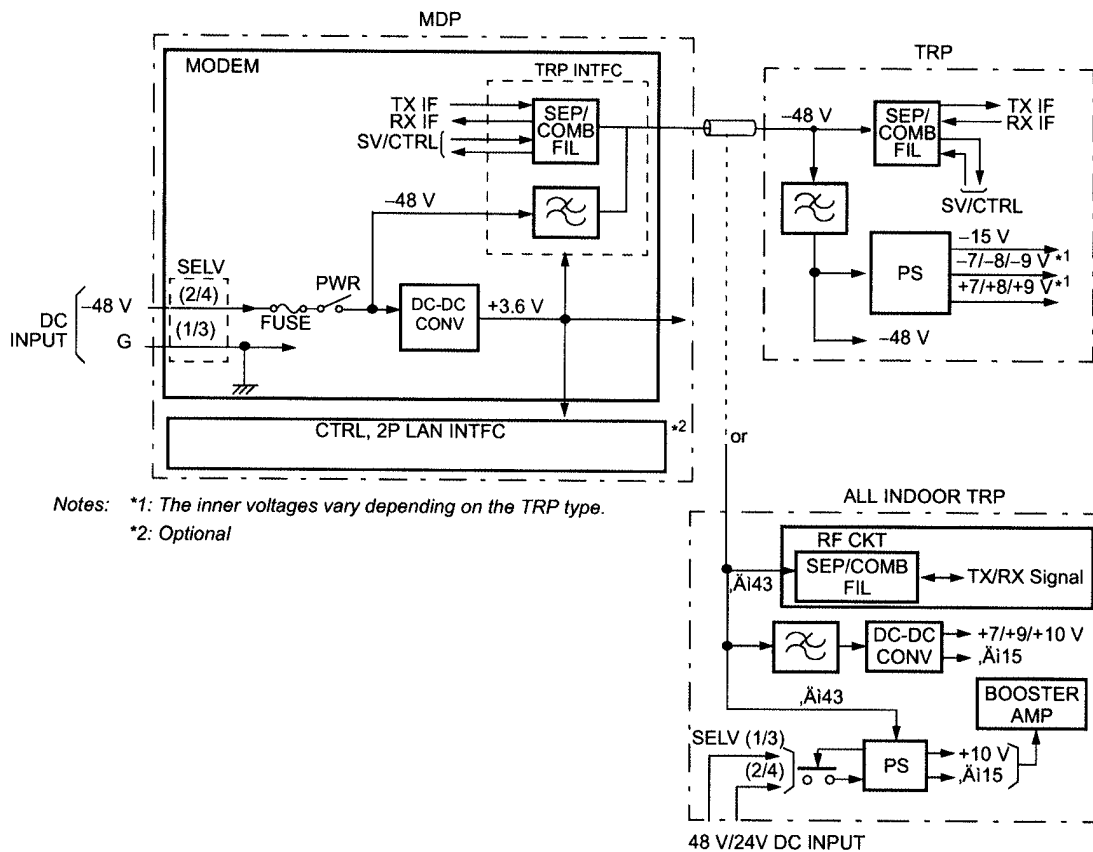 MDP
MODEM
TRP INTFC
TX IF
RX IF
SV/CTRL
SEP/
COMB
FIL
–48 V
SELV
(2/4)
(1/3)
DC
INPUT
–48 V
G
FUSE
PWR
DC-DC
CONV
+3.6 V
CTRL, 2P LAN INTFC
*2
TRP
–48 V
SEP/
COMB
FIL
TX IF
RX IF
SV/CTRL
PS
–15 V
–7/–8/–9 V*1
+7/+8/+9 V*1
–48 V
or
Notes: *1: The inner voltages vary depending on the TRP type.
*2: Optional
ALL INDOOR TRP
RF CKT
SEP/COMB
FIL
TX/RX Signal
‚Äì43
DC-DC
CONV
+7/+9/+10 V
‚Äì15
‚Äì43
BOOSTER
AMP
SELV (1/3)
(2/4)
PS
+10 V
‚Äì15
48 V/24V DC INPUT